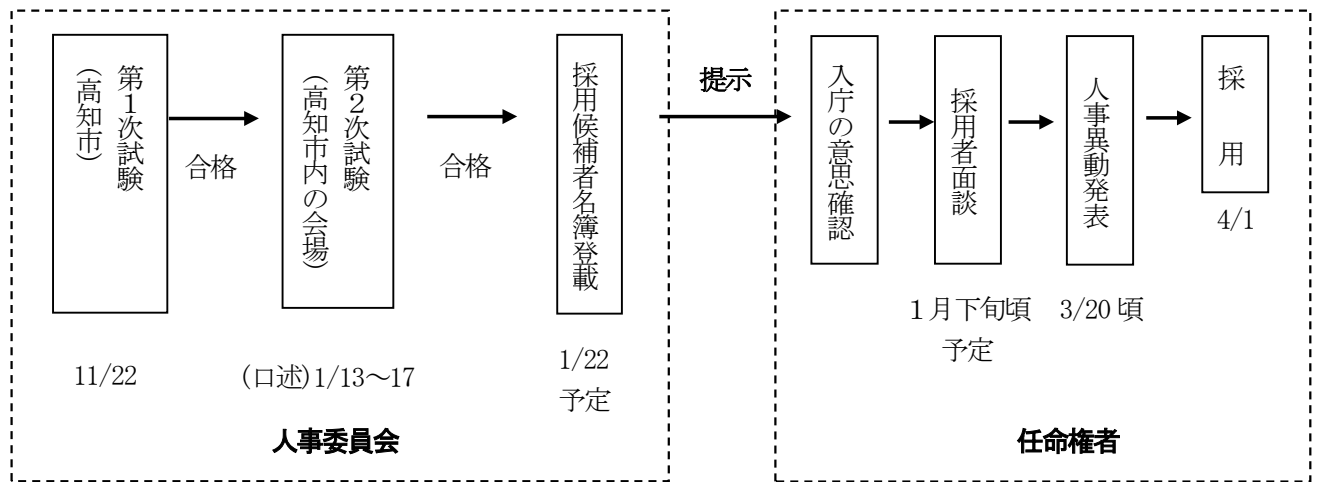 第１次試験
（高知市）
合格
第２次試験
（高知市内の会場）
合格
採用候補者名簿登載
提示
入庁の意思確認
採用者面談
人事異動発表
採用
4/1
１月下旬頃
予定
3/20 頃
11/22
(口述)1/13～17
1/22
予定
人事委員会
任命権者